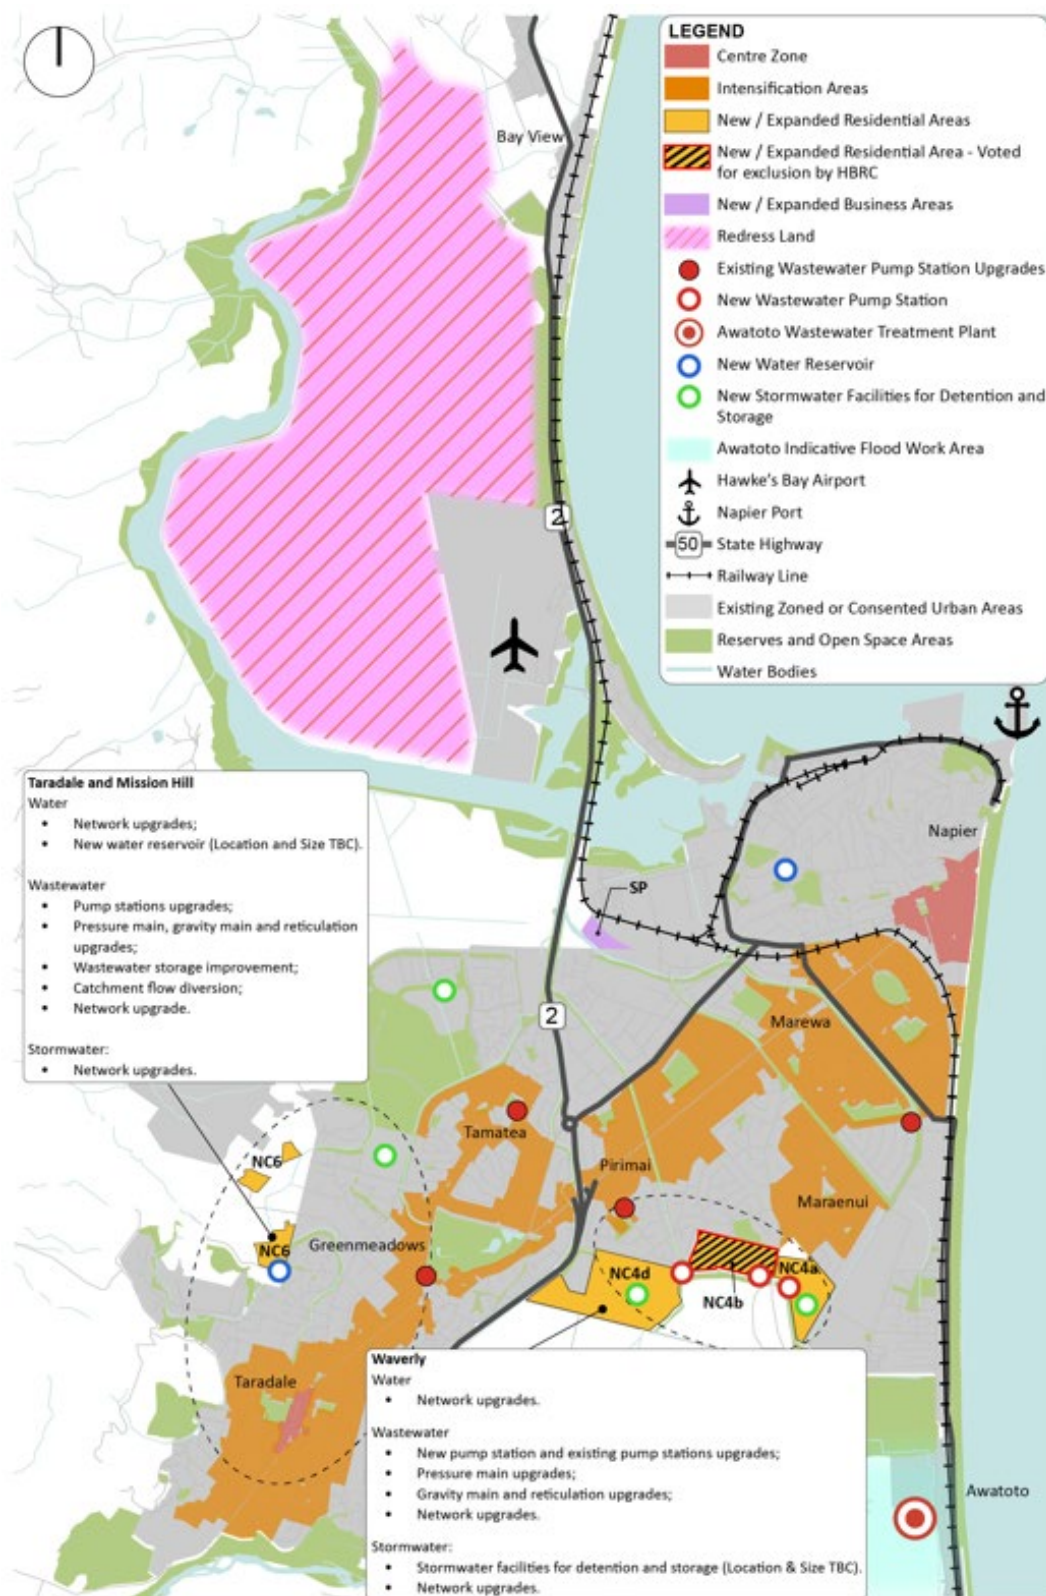 LEGEND
Centre Zone
Intensification Areas
New / Expanded Residential Areas
New / Expanded Residential Area - Voted
for exclusion by HBRC
New / Expanded Business Areas
Redress Land
Existing Wastewater Pump Station Upgrades
New Wastewater Pump Station
Awatoto Wastewater Treatment Plant
New Water Reservoir
New Stormwater Facilities for Detention and
Storage
Awatoto Indicative Flood Work Area
Hawke's Bay Airport
Napier Port
50 State Highway
Railway Line
Existing Zoned or Consented Urban Areas
Reserves and Open Space Areas
Water Bodies
Bay View
2
Taradale and Mission Hill
Water
• Network upgrades;
• New water reservoir (Location and Size TBC).
Wastewater
• Pump stations upgrades;
• Pressure main, gravity main and reticulation
upgrades;
• Wastewater storage improvement;
• Catchment flow diversion;
• Network upgrade.
Stormwater:
• Network upgrades.
Napier
SP
2
Marewa
Tamatea
Pirimai
NC6
Maraenui
Greenmeadows
NC6
NC4d
NC4a
NC4b
Taradale
Waverly
Water
• Network upgrades.
Wastewater
• New pump station and existing pump stations upgrades;
• Pressure main upgrades;
• Gravity main and reticulation upgrades;
• Network upgrades.
Stormwater:
• Stormwater facilities for detention and storage (Location & Size TBC).
• Network upgrades.
Awatoto